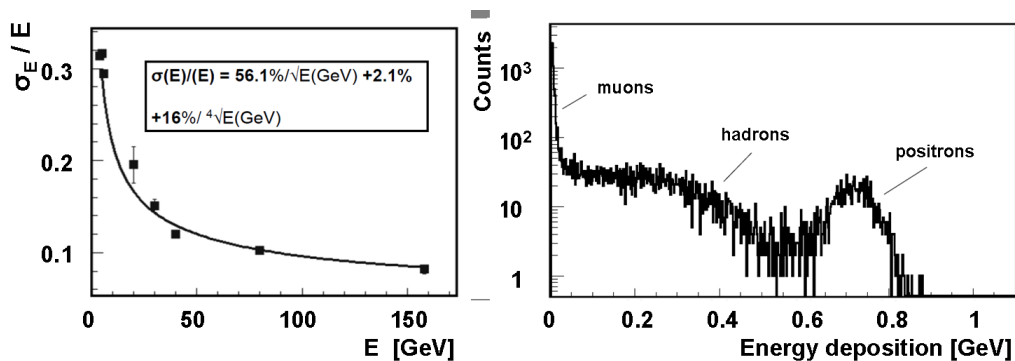 σE / E
0.3
0.2
0.1
σ(E)/(E) = 56.1%/√E(GeV) +2.1%
+16%/ ⁴√E(GeV)
0
50
100
150
E [GeV]
Counts
10³
10²
10
1
muons
hadrons
positrons
0
0.2
0.4
0.6
0.8
1
Energy deposition [GeV]